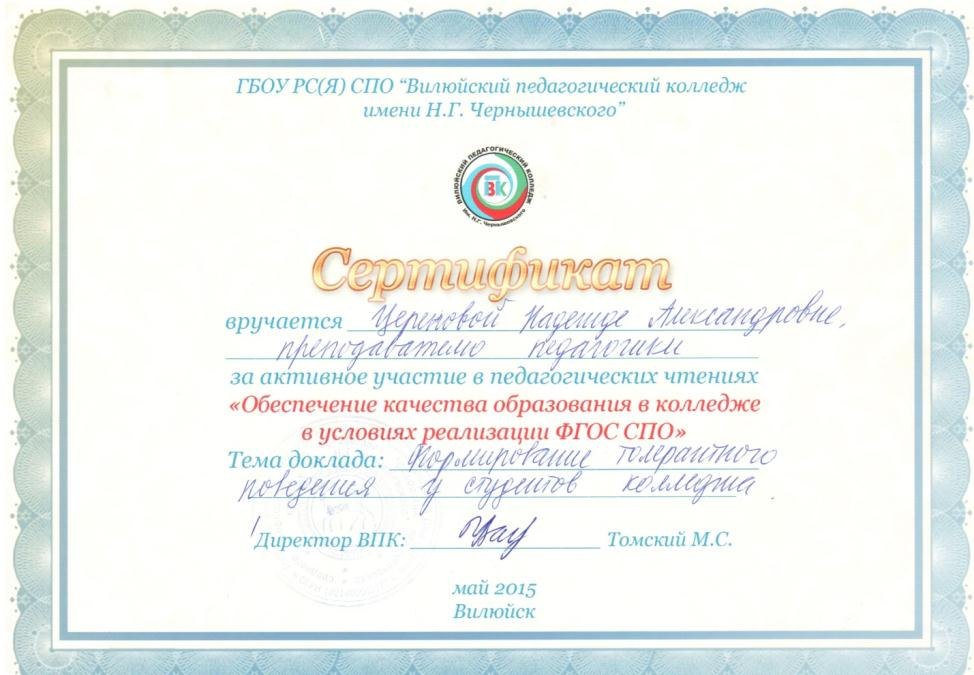 ГБОУ РС(Я) СПО “Вилюйский педагогический колледж
имени Н.Г. Чернышевского”
ВИЛЮЙСКИЙ ПЕДАГОГИЧЕСКИЙ КОЛЛЕДЖ
ВПК
Им. Н.Г. Чернышевского
Сертификат
вручается Надежде Александровне,
преподавателю педагогики
за активное участие в педагогических чтениях
«Обеспечение качества образования в колледже
в условиях реализации ФГОС СПО»
Тема доклада: Формирование толерантного
поведения у студентов колледжа.
Директор ВПК: Томский М.С.
май 2015
Вилюйск